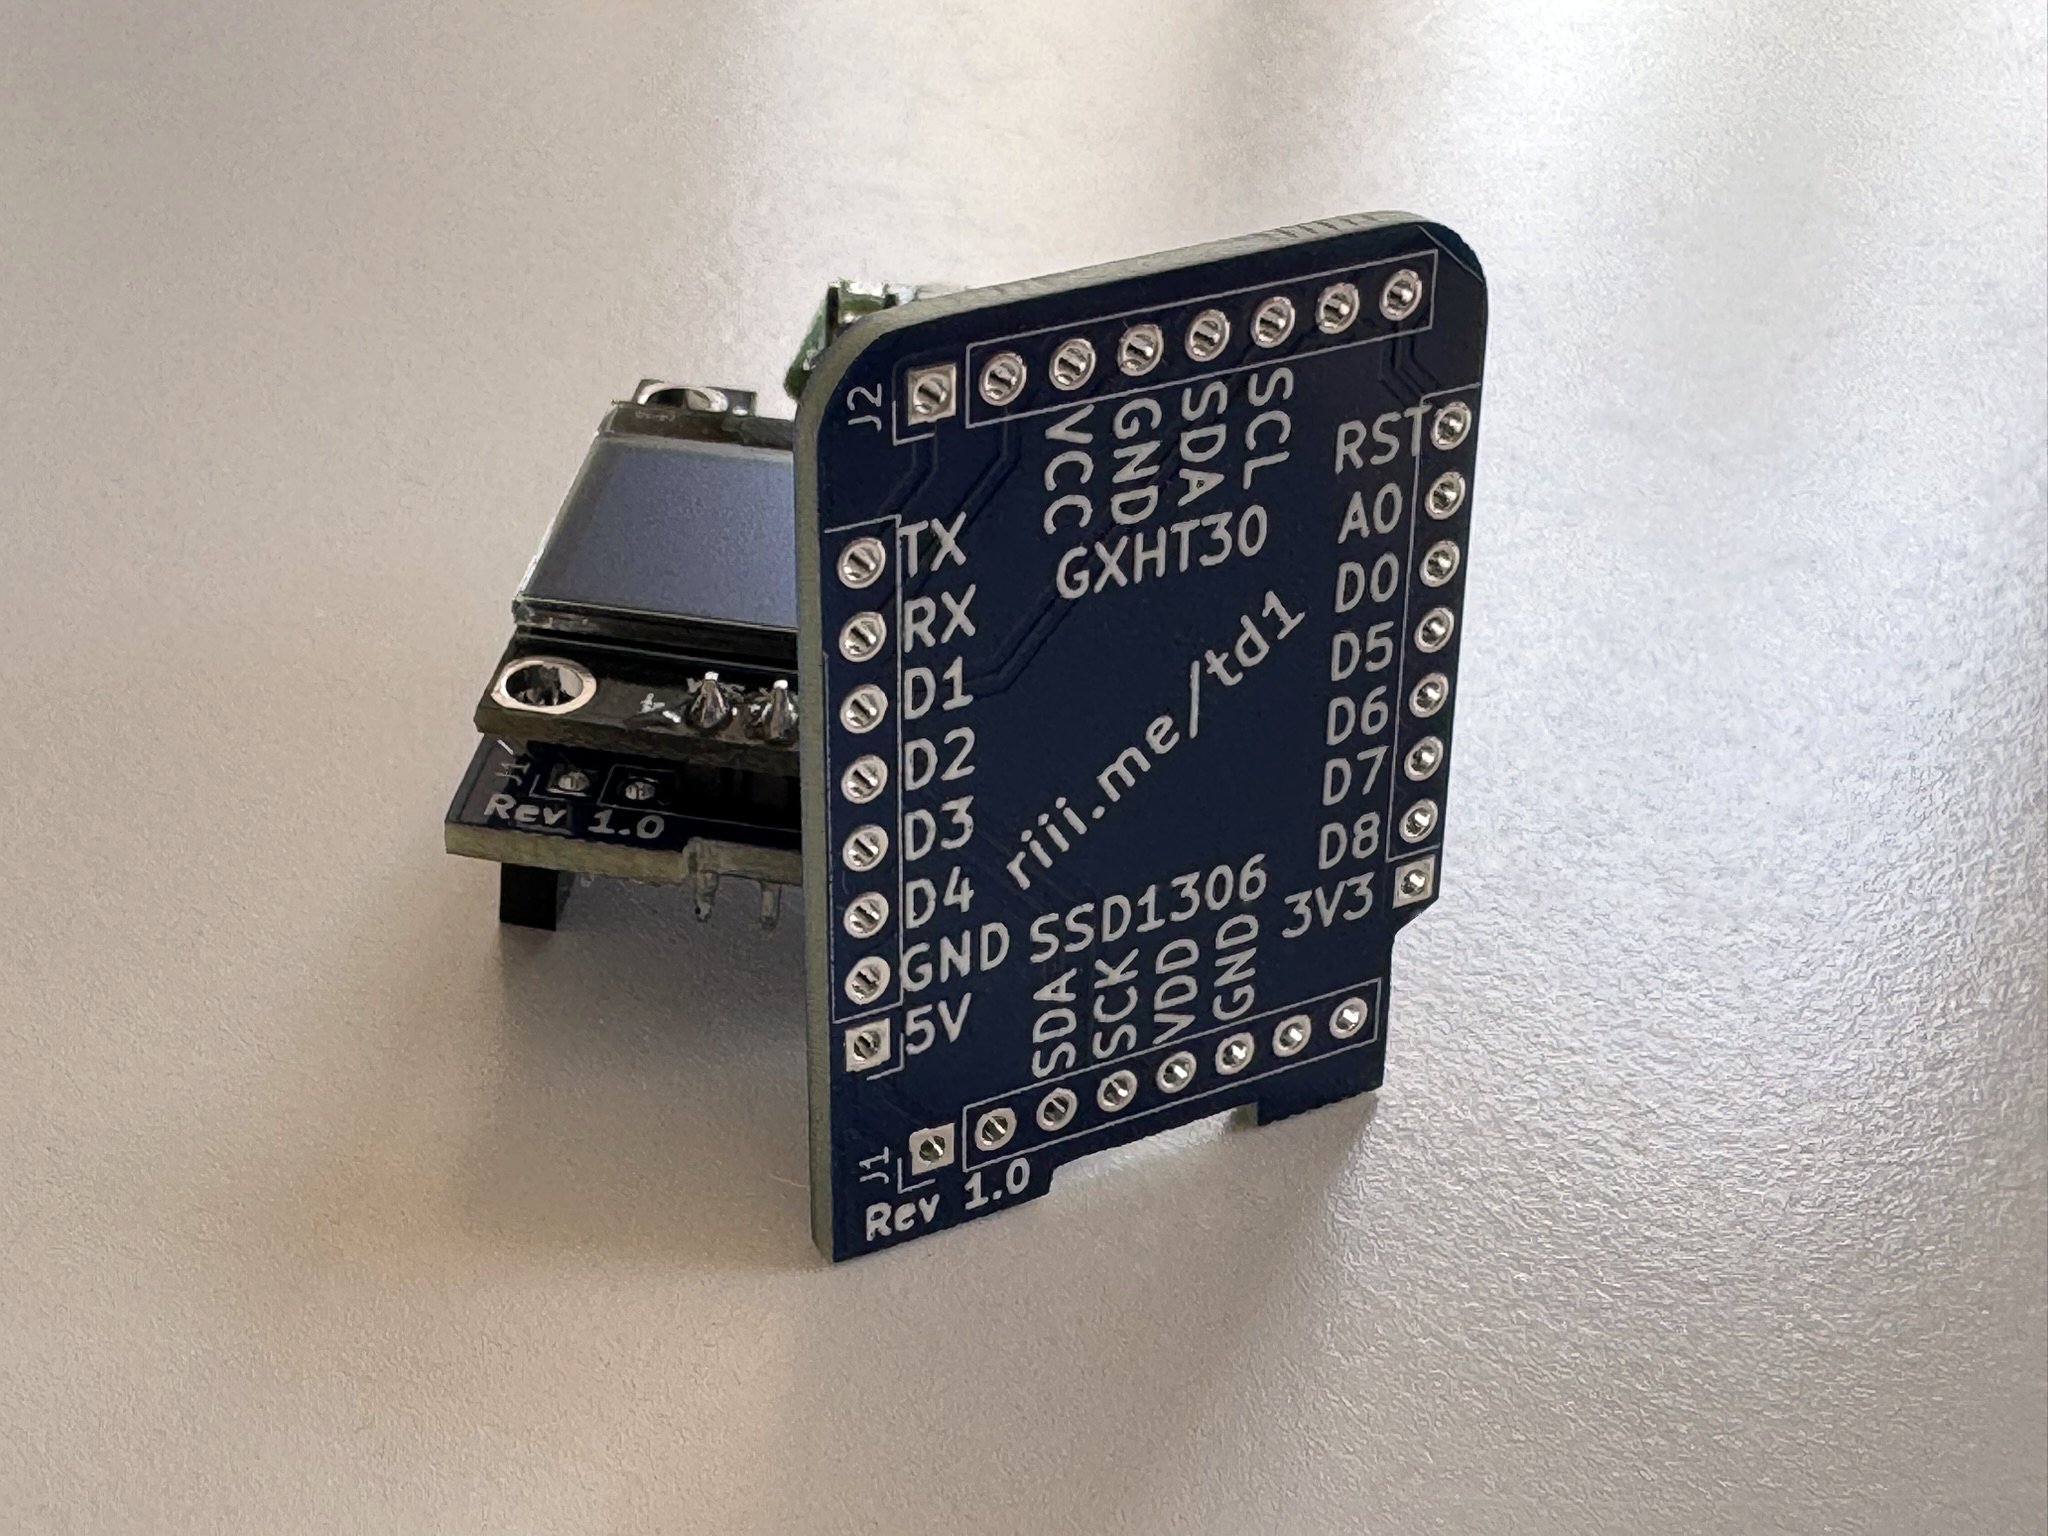 J2
VCC
GND
SDA
SCL
GXHT30
TX
RX
D1
D2
D3
D4
GND
5V
RST
A0
D0
D5
D6
D7
D8
3V3
riii.me/td1
SSD1306
SDA
SCK
VDD
GND
J1
Rev 1.0
J1
Rev 1.0